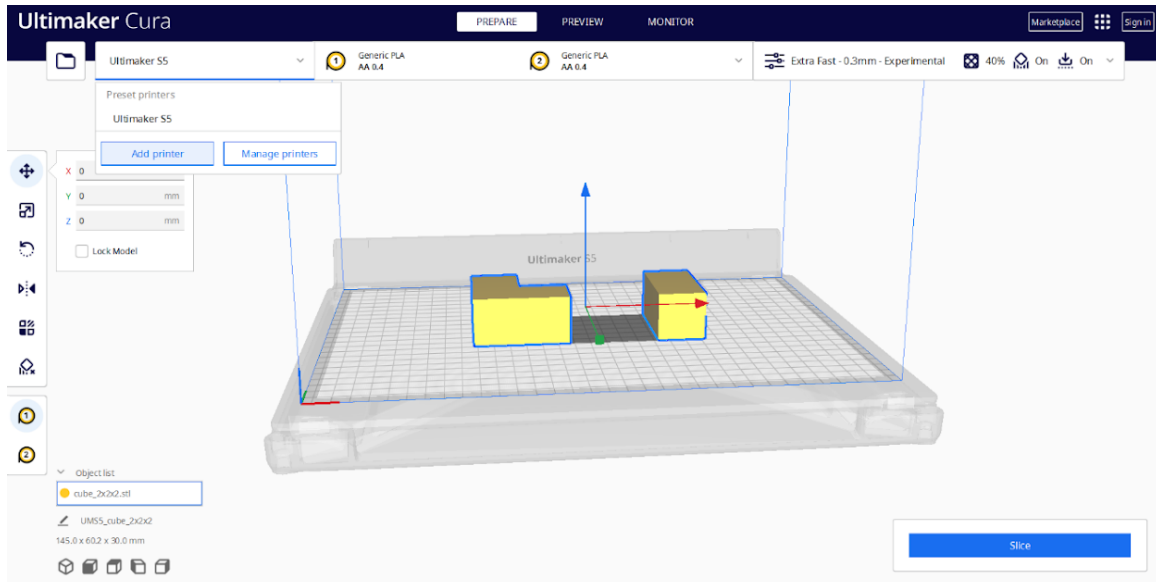 Ultimaker Cura
PREPARE PREVIEW MONITOR
Marketplace Sign in
Ultimaker S5
1 Generic PLA
AA 0.4
2 Generic PLA
AA 0.4
Extra Fast - 0.3mm - Experimental 40% On On
Preset printers
Ultimaker S5
Add printer Manage printers
X 0
Y 0 mm
Z 0 mm
Lock Model
Ultimaker S5
1
2
Object list
cube_2x2x2.stl
UMS5_cube_2x2x2
145.0 x 60.2 x 30.0 mm
Slice